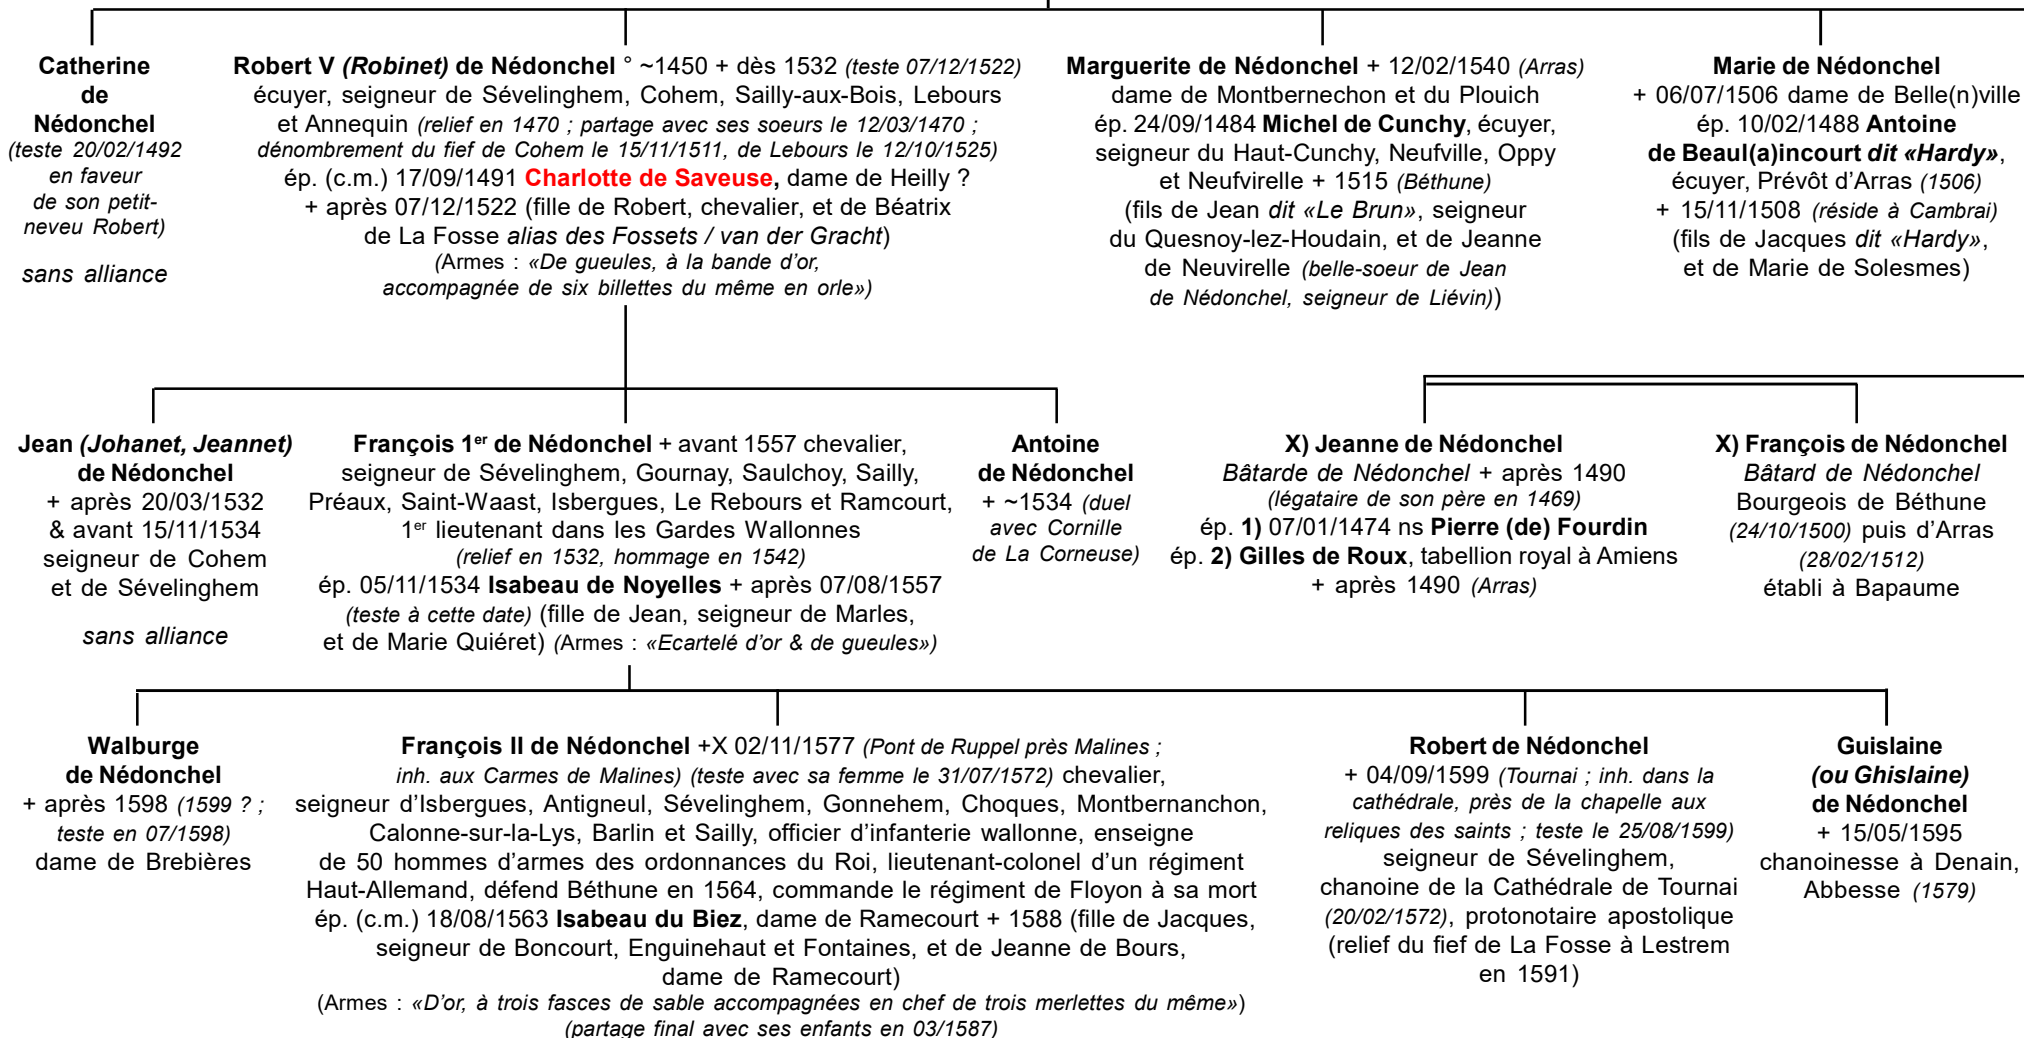 Catherine
de
Nédonchel
(teste 20/02/1492
en faveur
de son petit-
neveu Robert)
sans alliance
Robert V (Robinet) de Nédonchel ° ~1450 + dès 1532 (teste 07/12/1522)
écuyer, seigneur de Sévelinghem, Cohem, Sailly-aux-Bois, Lebours
et Annequin (relief en 1470 ; partage avec ses soeurs le 12/03/1470 ;
dénombrement du fief de Cohem le 15/11/1511, de Lebours le 12/10/1525)
ép. (c.m.) 17/09/1491 Charlotte de Saveuse, dame de Heilly ?
+ après 07/12/1522 (fille de Robert, chevalier, et de Béatrix
de La Fosse alias des Fossets / van der Gracht)
(Armes : «De gueules, à la bande d'or,
accompagnée de six billettes du même en orle»)
Marguerite de Nédonchel + 12/02/1540 (Arras)
dame de Montbernechon et du Plouich
ép. 24/09/1484 Michel de Cunchy, écuyer,
seigneur du Haut-Cunchy, Neufville, Oppy
et Neufvirelle + 1515 (Béthune)
(fils de Jean dit «Le Brun», seigneur
du Quesnoy-lez-Houdain, et de Jeanne
de Neuvirelle (belle-soeur de Jean
de Nédonchel, seigneur de Liévin))
Marie de Nédonchel
+ 06/07/1506 dame de Belle(n)ville
ép. 10/02/1488 Antoine
de Beaul(a)incourt dit «Hardy»,
écuyer, Prévôt d'Arras (1506)
+ 15/11/1508 (réside à Cambrai)
(fils de Jacques dit «Hardy»,
et de Marie de Solesmes)
Jean (Johanet, Jeannet)
de Nédonchel
+ après 20/03/1532
& avant 15/11/1534
seigneur de Cohem
et de Sévelinghem
sans alliance
François 1er de Nédonchel + avant 1557 chevalier,
seigneur de Sévelinghem, Gournay, Saulchoy, Sailly,
Préaux, Saint-Waast, Isbergues, Le Rebours et Ramcourt,
1er lieutenant dans les Gardes Wallonnes
(relief en 1532, hommage en 1542)
ép. 05/11/1534 Isabeau de Noyelles + après 07/08/1557
(teste à cette date) (fille de Jean, seigneur de Marles,
et de Marie Quiéret) (Armes : «Ecartelé d'or & de gueules»)
Antoine
de Nédonchel
+ ~1534 (duel
avec Cornille
de La Corneuse)
X) Jeanne de Nédonchel
Bâtarde de Nédonchel + après 1490
(légataire de son père en 1469)
ép. 1) 07/01/1474 ns Pierre (de) Fourdin
ép. 2) Gilles de Roux, tabellion royal à Amiens
+ après 1490 (Arras)
X) François de Nédonchel
Bâtard de Nédonchel
Bourgeois de Béthune
(24/10/1500) puis d'Arras
(28/02/1512)
établi à Bapaume
Walburge
de Nédonchel
+ après 1598 (1599 ? ;
teste en 07/1598)
dame de Brebières
François II de Nédonchel +X 02/11/1577 (Pont de Ruppel près Malines ;
inh. aux Carmes de Malines) (teste avec sa femme le 31/07/1572) chevalier,
seigneur d'Isbergues, Antigneul, Sévelinghem, Gonnehem, Choques, Montbernanchon,
Calonne-sur-la-Lys, Barlin et Sailly, officier d'infanterie wallonne, enseigne
de 50 hommes d'armes des ordonnances du Roi, lieutenant-colonel d'un régiment
Haut-Allemand, défend Béthune en 1564, commande le régiment de Floyon à sa mort
ép. (c.m.) 18/08/1563 Isabeau du Biez, dame de Ramecourt + 1588 (fille de Jacques,
seigneur de Boncourt, Enguinehaut et Fontaines, et de Jeanne de Bours,
dame de Ramecourt)
(Armes : «D'or, à trois fasces de sable accompagnées en chef de trois merlettes du même»)
(partage final avec ses enfants en 03/1587)
Robert de Nédonchel
+ 04/09/1599 (Tournai ; inh. dans la
cathédrale, près de la chapelle aux
reliques des saints ; teste le 25/08/1599)
seigneur de Sévelinghem,
chanoine de la Cathédrale de Tournai
(20/02/1572), protonotaire apostolique
(relief du fief de La Fosse à Lestrem
en 1591)
Guislaine
(ou Ghislaine)
de Nédonchel
+ 15/05/1595
chanoinesse à Denain,
Abbesse (1579)